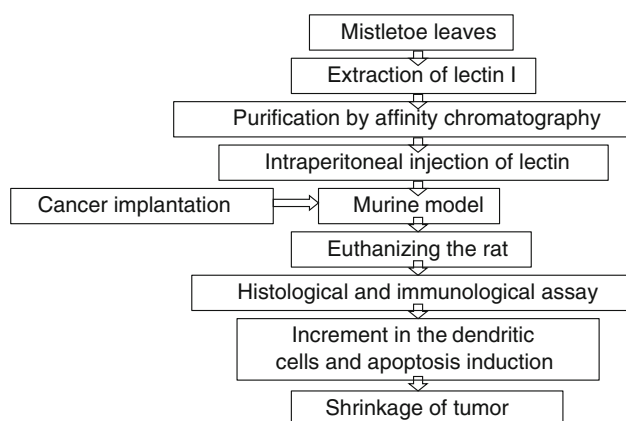 Mistletoe leaves
Extraction of lectin I
Purification by affinity chromatography
Intraperitoneal injection of lectin
Cancer implantation
Murine model
Euthanizing the rat
Histological and immunological assay
Increment in the dendritic
cells and apoptosis induction
Shrinkage of tumor